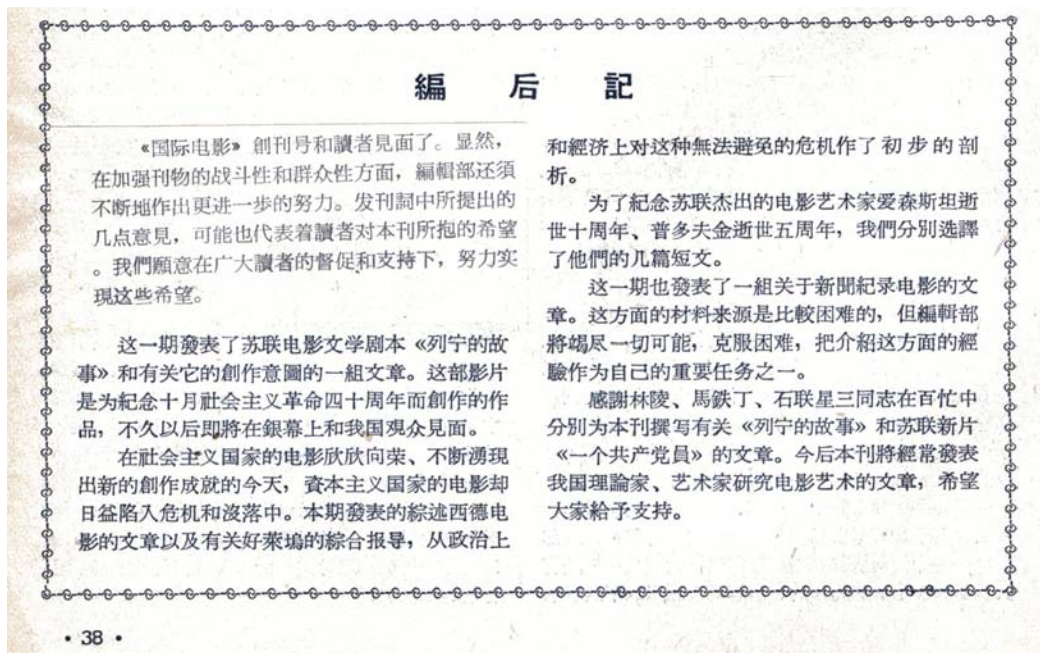 編后記
《国际电影》創刊号和讀者見面了。显然,
在加强刊物的战斗性和群众性方面，編輯部还須
不断地作出更进一步的努力。发刊詞中所提出的
几点意見，可能也代表着讀者对本刊所抱的希望
。我們願意在广大讀者的督促和支持下，努力实
現这些希望。
这一期發表了苏联电影文学剧本《列宁的故
事》和有关它的創作意圖的一組文章。这部影片
是为紀念十月社会主义革命四十周年而創作的作
品，不久以后即將在銀幕上和我国观众見面。
在社会主义国家的电影欣欣向荣、不断湧現
出新的創作成就的今天，資本主义国家的电影却
日益陷入危机和沒落中。本期發表的綜述西德电
影的文章以及有关好萊塢的綜合报导，从政治上
和經济上对这种無法避免的危机作了初步的剖
析。
为了紀念苏联杰出的电影艺术家爱森斯坦逝
世十周年、普多夫金逝世五周年，我們分別选譯
了他們的几篇短文。
这一期也發表了一組关于新聞紀录电影的文
章。这方面的材料来源是比較困难的，但編輯部
將竭尽一切可能，克服困难，把介紹这方面的經
驗作为自己的重要任务之一。
感謝林陵、馬鉄丁、石联星三同志在百忙中
分別为本刊撰写有关《列宁的故事》和苏联新片
《一个共产党員》的文章。今后本刊將經常發表
我国理論家、艺术家研究电影艺术的文章，希望
大家給予支持。
• 38 •